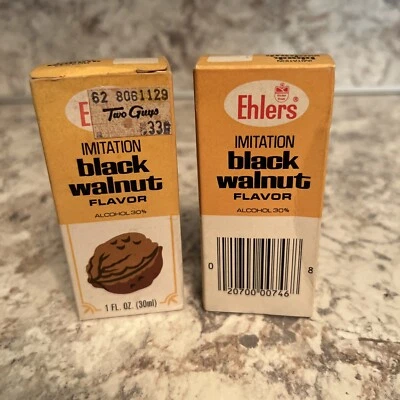 62 8081129
Two Guys
.33¢
E
IMITATION
black
walnut
FLAVOR
ALCOHOL 30%
1 FL. OZ. (30ml)
Ehlers®
IMITATION
black
walnut
FLAVOR
ALCOHOL 30%
0 20700 00746 8